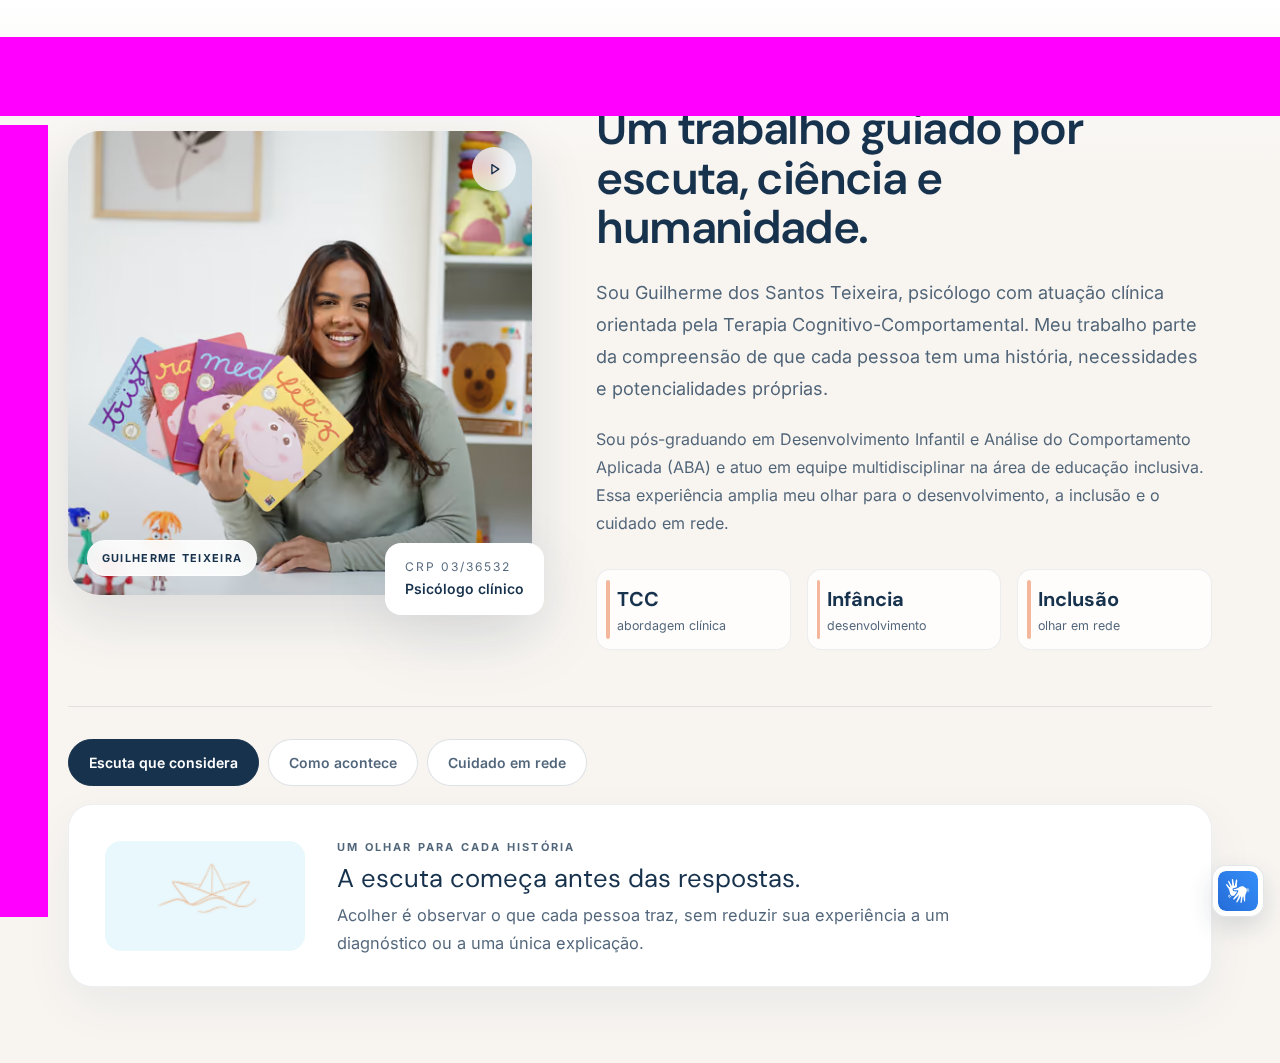 Um trabalho guiado por
escuta, ciência e
humanidade.
Sou Guilherme dos Santos Teixeira, psicólogo com atuação clínica
orientada pela Terapia Cognitivo-Comportamental. Meu trabalho parte
da compreensão de que cada pessoa tem uma história, necessidades
e potencialidades próprias.
Sou pós-graduando em Desenvolvimento Infantil e Análise do Comportamento
Aplicada (ABA) e atuo em equipe multidisciplinar na área de educação inclusiva.
Essa experiência amplia meu olhar para o desenvolvimento, a inclusão e o
cuidado em rede.
trist
ra
med
feliz
GUILHERME TEIXEIRA
CRP 03/36532
Psicólogo clínico
TCC
abordagem clínica
Infância
desenvolvimento
Inclusão
olhar em rede
Escuta que considera
Como acontece
Cuidado em rede
UM OLHAR PARA CADA HISTÓRIA
A escuta começa antes das respostas.
Acolher é observar o que cada pessoa traz, sem reduzir sua experiência a um
diagnóstico ou a uma única explicação.